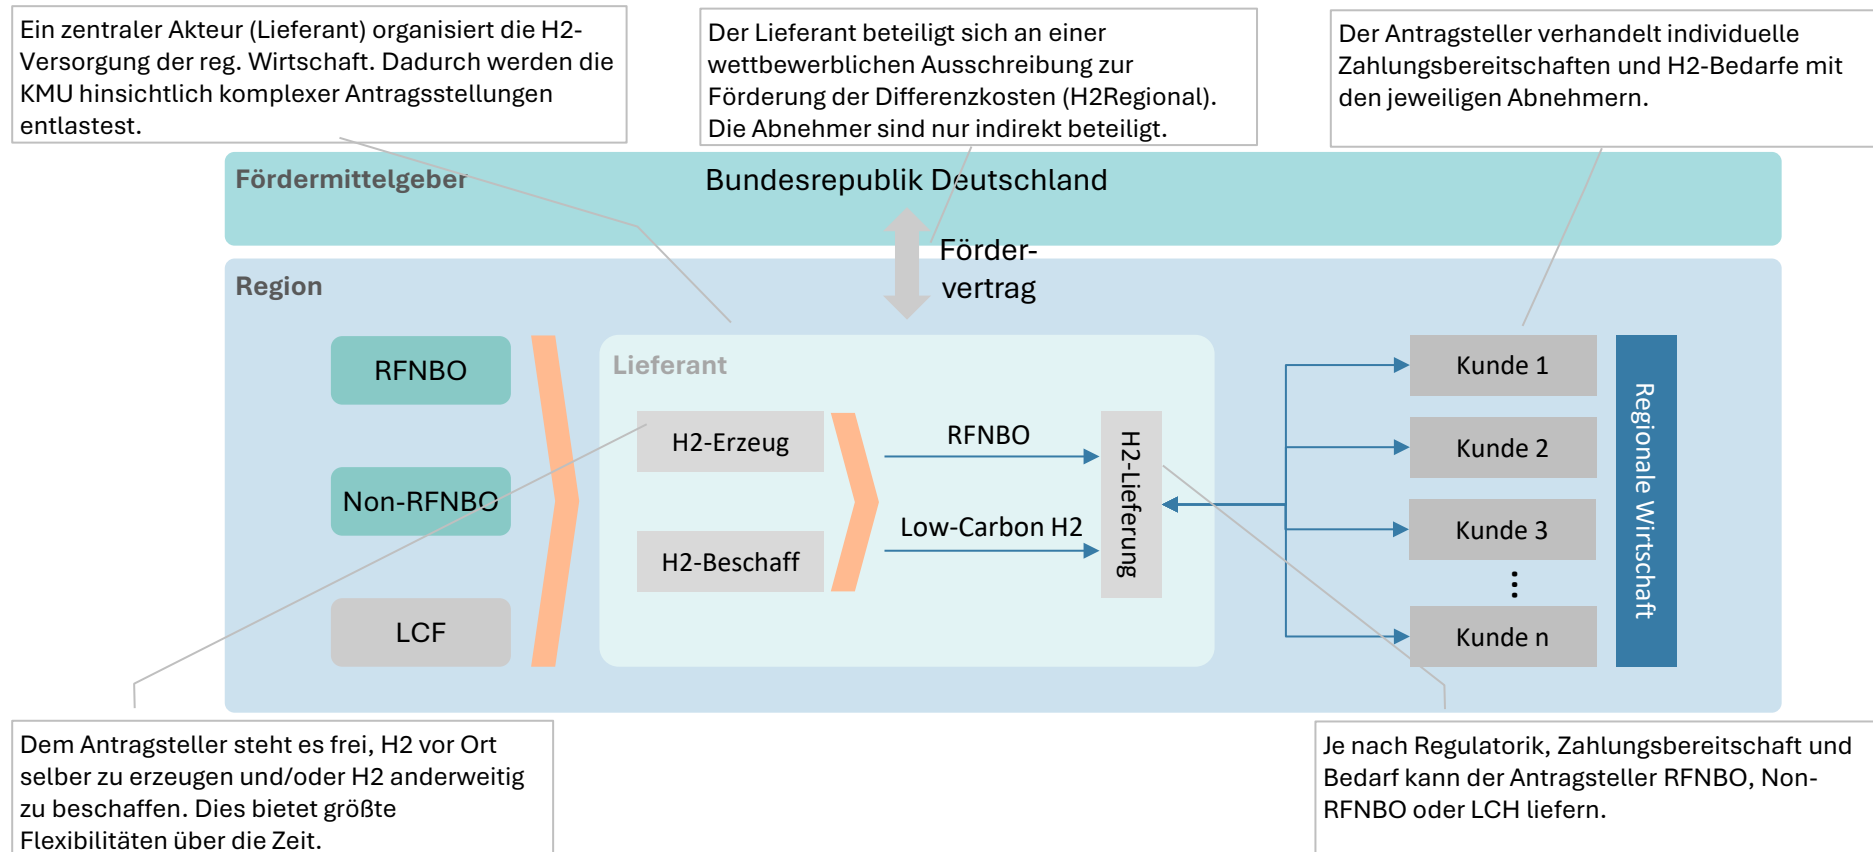 Ein zentraler Akteur (Lieferant) organisiert die H2-
Versorgung der reg. Wirtschaft. Dadurch werden die
KMU hinsichtlich komplexer Antragsstellungen
entlastest.
Der Lieferant beteiligt sich an einer
wettbewerblichen Ausschreibung zur
Förderung der Differenzkosten (H2Regional).
Die Abnehmer sind nur indirekt beteiligt.
Der Antragsteller verhandelt individuelle
Zahlungsbereitschaften und H2-Bedarfe mit
den jeweiligen Abnehmern.
Fördermittelgeber
Bundesrepublik Deutschland
Förder-
vertrag
Region
RFNBO
Non-RFNBO
LCF
Lieferant
H2-Erzeug
H2-Beschaff
RFNBO
Low-Carbon H2
H2-Lieferung
Kunde 1
Kunde 2
Kunde 3
⋮
Kunde n
Regionale Wirtschaft
Dem Antragsteller steht es frei, H2 vor Ort
selber zu erzeugen und/oder H2 anderweitig
zu beschaffen. Dies bietet größte
Flexibilitäten über die Zeit.
Je nach Regulatorik, Zahlungsbereitschaft und
Bedarf kann der Antragsteller RFNBO, Non-
RFNBO oder LCH liefern.